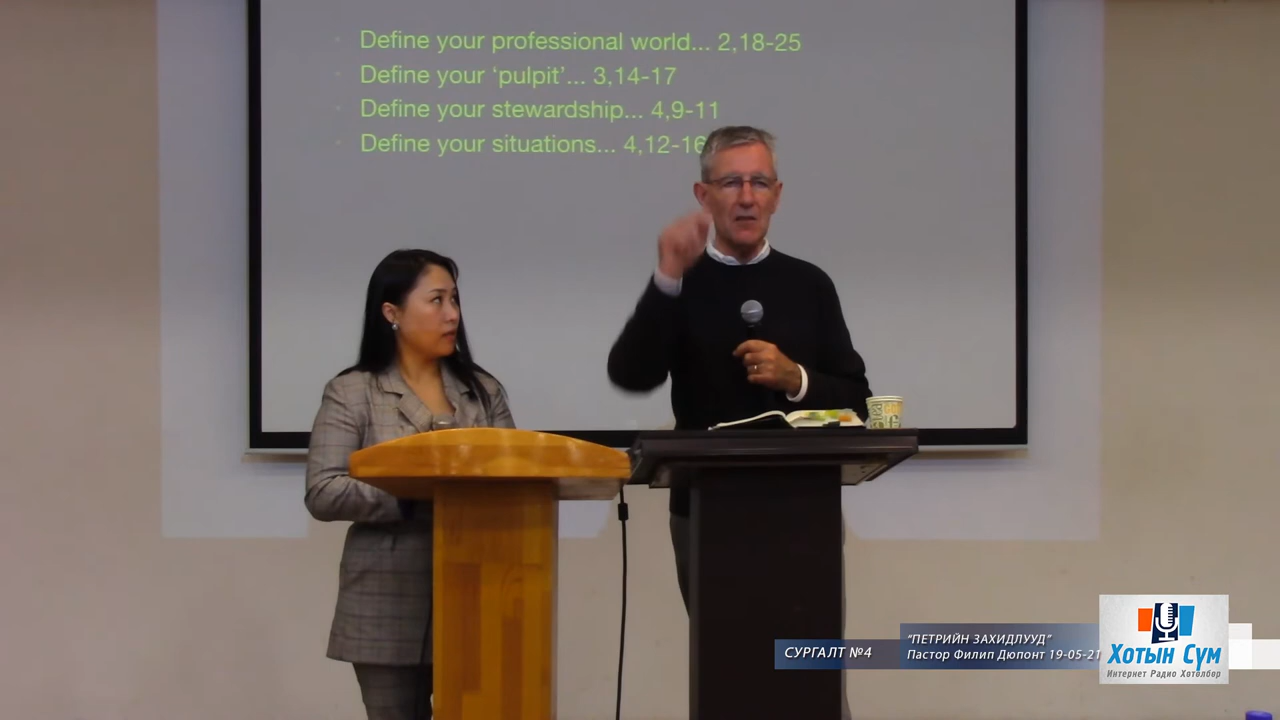 Define your professional world... 2,18-25
Define your ‘pulpit’... 3,14-17
Define your stewardship... 4,9-11
Define your situations... 4,12-16
СУРГАЛТ №4
"ПЕТРИЙН ЗАХИДЛУУД"
Пастор Филип Дюпонт 19-05-21
Хотын Сүм
Интернет Радио Хөтөлбөр